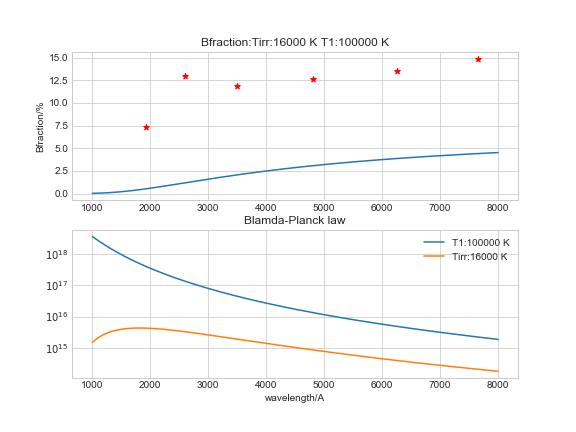 Bfraction:Tirr:16000 K T1:100000 K
15.0
12.5
10.0
7.5
5.0
2.5
0.0
Bfraction/%
1000 2000 3000 4000 5000 6000 7000 8000
Blamda-Planck law
T1:100000 K
Tirr:16000 K
10^18
10^17
10^16
10^15
1000 2000 3000 4000 5000 6000 7000 8000
wavelength/A